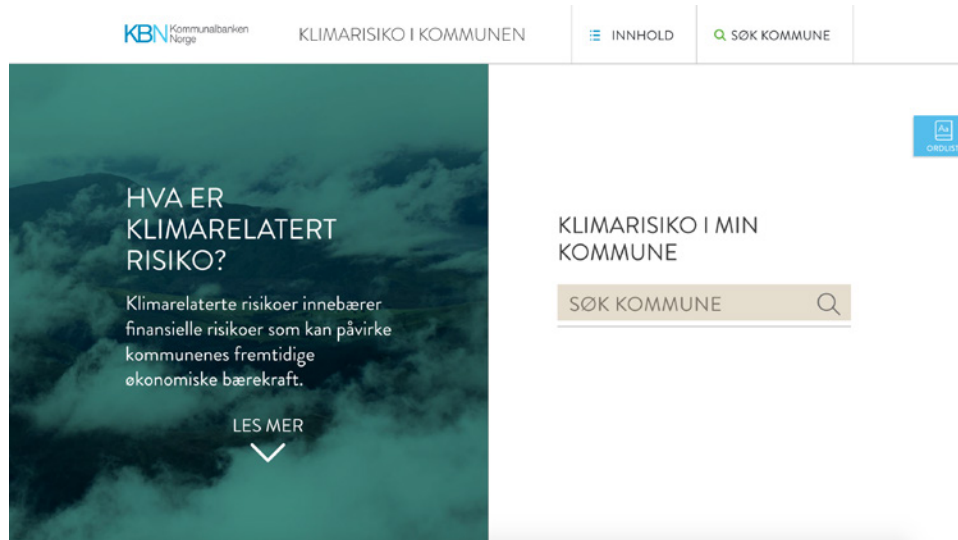 KBN Kommunalbanken
Norge
KLIMARISIKO I KOMMUNEN
INNHOLD
SØK KOMMUNE
Aa
HVA ER
KLIMARELATERT
RISIKO?
Klimarelaterte risikoer innebærer
finansielle risikoer som kan påvirke
kommunenes fremtidige
økonomiske bærekraft.
LES MER
KLIMARISIKO I MIN
KOMMUNE
SØK KOMMUNE